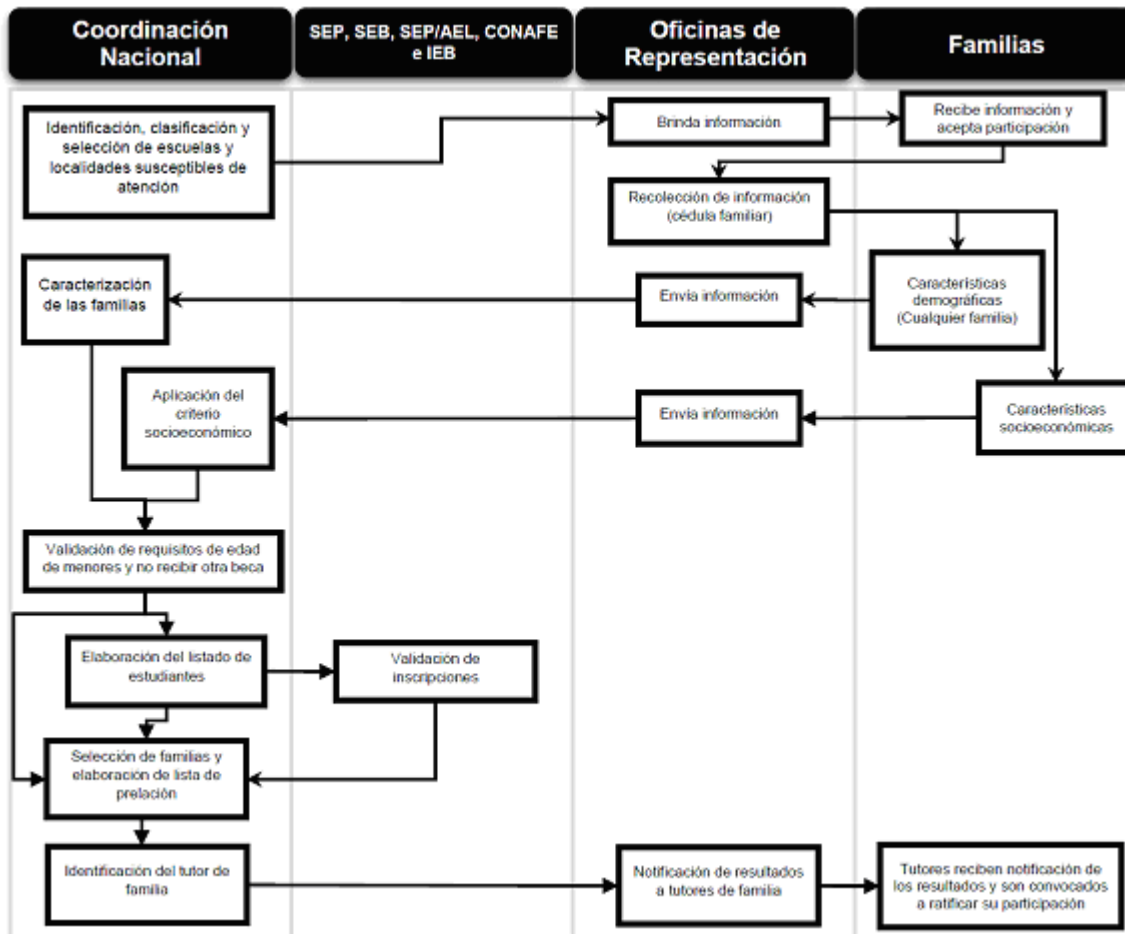 Coordinación
Nacional
SEP, SEB, SEP/AEL, CONAFE
e IEB
Oficinas de
Representación
Familias
Identificación, clasificación y
selección de escuelas y
localidades susceptibles de
atención
Brinda información
Recibe información y
acepta participación
Recolección de información
(cédula familiar)
Caracterización
de las familias
Envía información
Características
demográficas
(Cualquier familia)
Aplicación del
criterio
socioeconómico
Envía información
Características
socioeconómicas
Validación de requisitos de edad
de menores y no recibir otra beca
Elaboración del listado de
estudiantes
Validación de
inscripciones
Selección de familias y
elaboración de lista de
prelación
Identificación del tutor de
familia
Notificación de resultados
a tutores de familia
Tutores reciben notificación de
los resultados y son convocados
a ratificar su participación